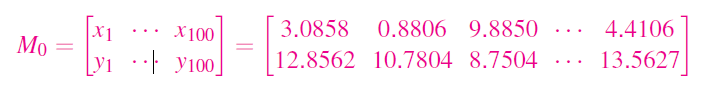 M₀ = [x₁ ⋯ x₁₀₀; y₁ ⋯ y₁₀₀] = [3.0858 0.8806 9.8850 ⋯ 4.4106; 12.8562 10.7804 8.7504 ⋯ 13.5627]